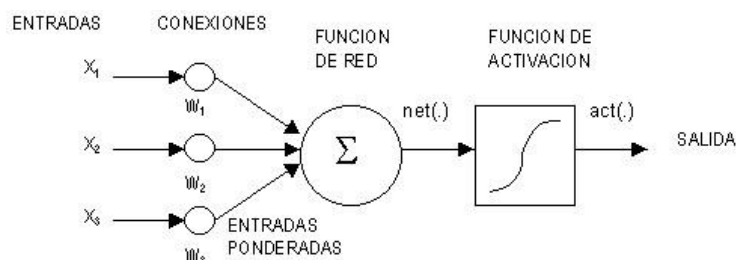 ENTRADAS
CONEXIONES
FUNCION
DE RED
FUNCION DE
ACTIVACION
X1
W1
X2
W2
X3
Σ
net(.)
act(.)
SALIDA
ENTRADAS
PONDERADAS